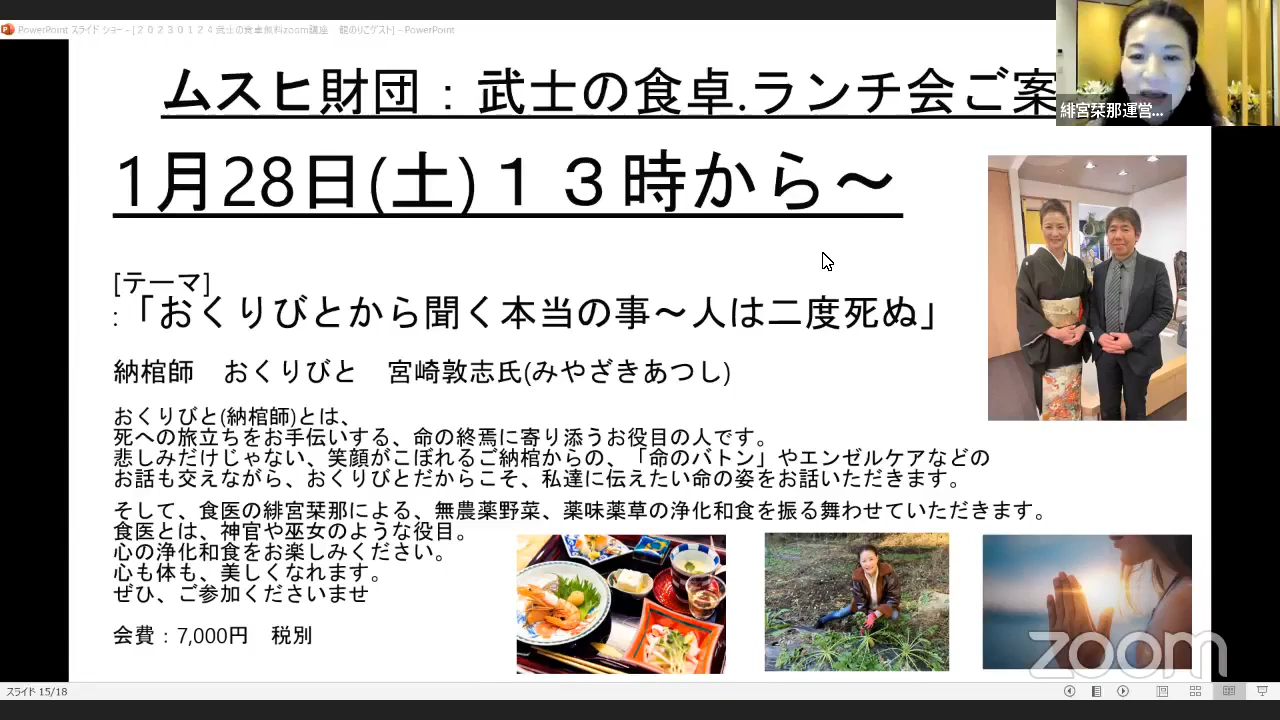 PowerPoint スライド ショー - [２０２３０１２４武士の食卓無料zoom講座　龍のりこゲスト] - PowerPoint
ムスヒ財団：武士の食卓.ランチ会ご案
緋宮栞那運営...
1月28日(土)１３時から～
[テーマ]
:「おくりびとから聞く本当の事～人は二度死ぬ」
納棺師　おくりびと　宮崎敦志氏(みやざきあつし)
おくりびと(納棺師)とは、
死への旅立ちをお手伝いする、命の終焉に寄り添うお役目の人です。
悲しみだけじゃない、笑顔がこぼれるご納棺からの、「命のバトン」やエンゼルケアなどの
お話も交えながら、おくりびとだからこそ、私達に伝えたい命の姿をお話いただきます。
そして、食医の緋宮栞那による、無農薬野菜、薬味薬草の浄化和食を振る舞わせていただきます。
食医とは、神官や巫女のような役目。
心の浄化和食をお楽しみください。
心も体も、美しくなれます。
ぜひ、ご参加くださいませ
会費：7,000円　税別
zoom
スライド 15/18